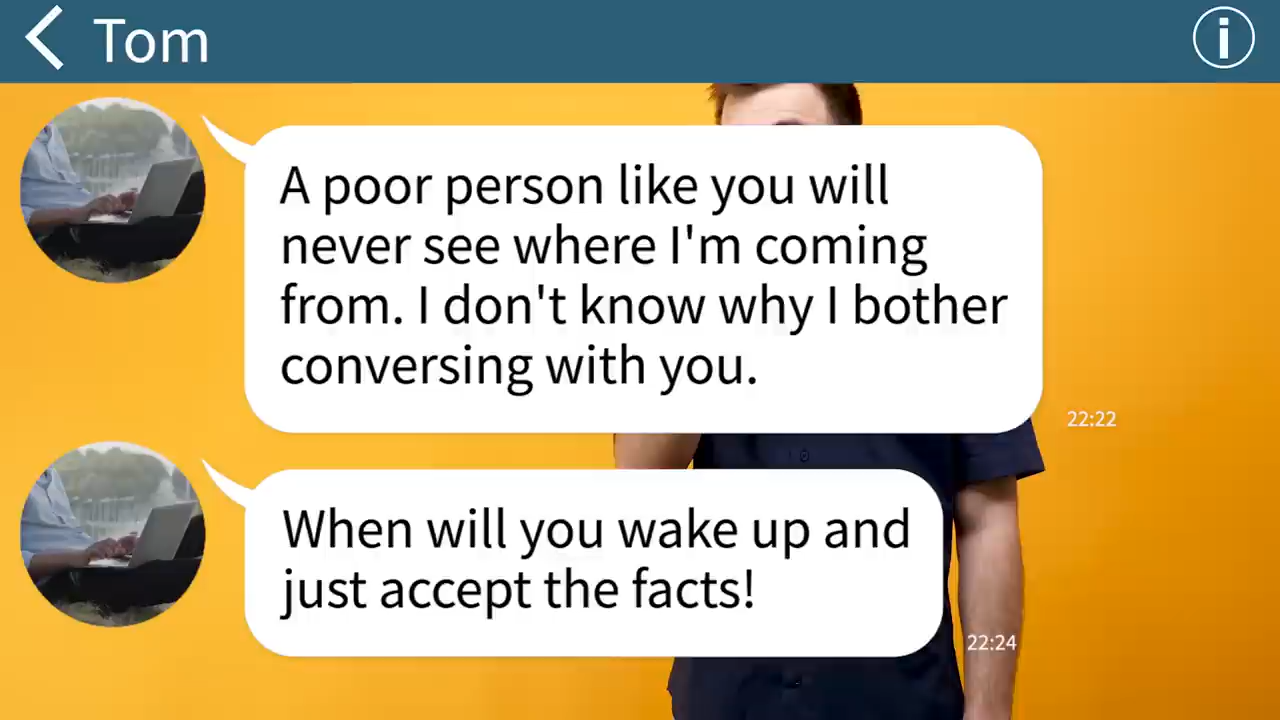 Tom
A poor person like you will
never see where I'm coming
from. I don't know why I bother
conversing with you.
22:22
When will you wake up and
just accept the facts!
22:24